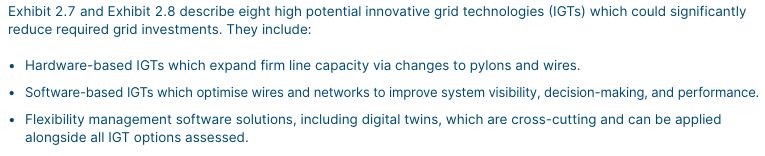 Exhibit 2.7 and Exhibit 2.8 describe eight high potential innovative grid technologies (IGTs) which could significantly
reduce required grid investments. They include:
• Hardware-based IGTs which expand firm line capacity via changes to pylons and wires.
• Software-based IGTs which optimise wires and networks to improve system visibility, decision-making, and performance.
• Flexibility management software solutions, including digital twins, which are cross-cutting and can be applied
alongside all IGT options assessed.